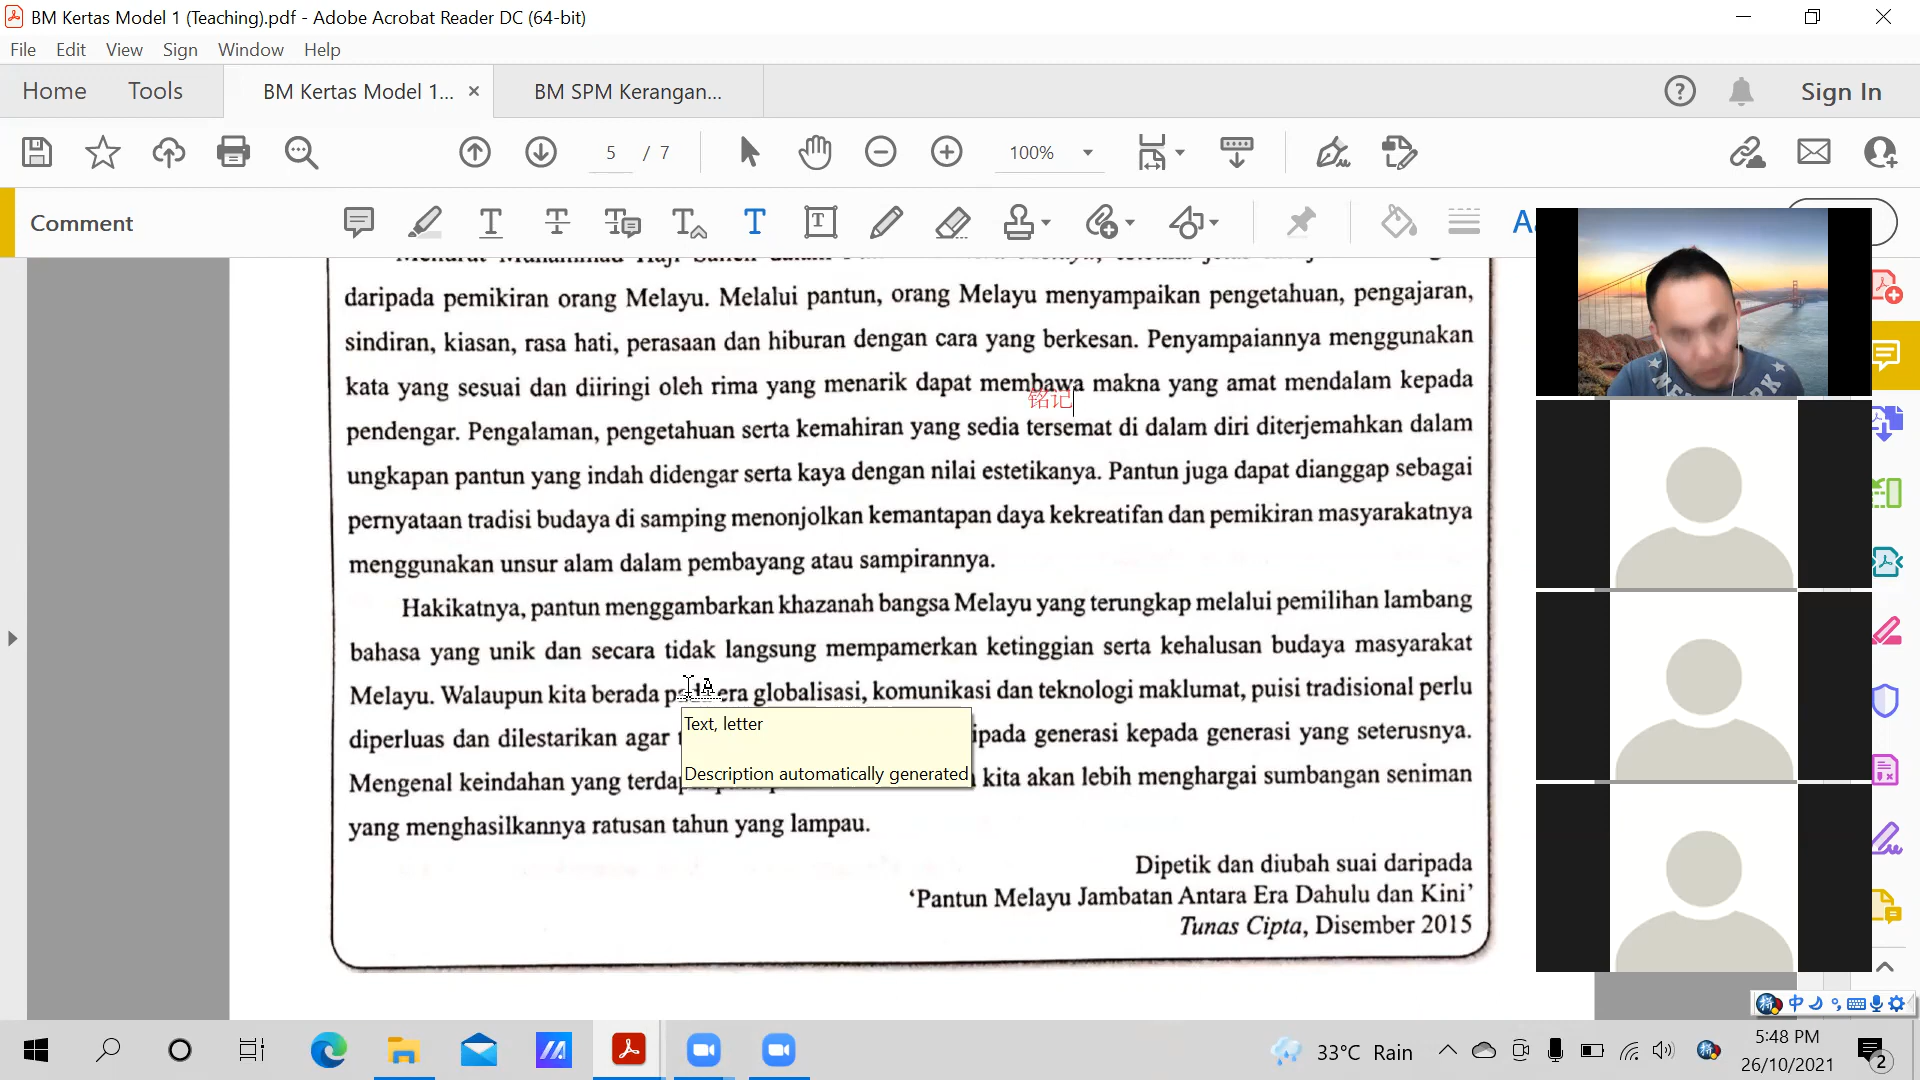 BM Kertas Model 1 (Teaching).pdf - Adobe Acrobat Reader DC (64-bit)
File Edit View Sign Window Help
Home Tools BM Kertas Model 1... × BM SPM Kerangan... Sign In
5 / 7 100%
Comment
daripada pemikiran orang Melayu. Melalui pantun, orang Melayu menyampaikan pengetahuan, pengajaran,
sindiran, kiasan, rasa hati, perasaan dan hiburan dengan cara yang berkesan. Penyampaiannya menggunakan
kata yang sesuai dan diiringi oleh rima yang menarik dapat membawa makna yang amat mendalam kepada
铭记
pendengar. Pengalaman, pengetahuan serta kemahiran yang sedia tersemat di dalam diri diterjemahkan dalam
ungkapan pantun yang indah didengar serta kaya dengan nilai estetikanya. Pantun juga dapat dianggap sebagai
pernyataan tradisi budaya di samping menonjolkan kemantapan daya kekreatifan dan pemikiran masyarakatnya
menggunakan unsur alam dalam pembayang atau sampirannya.
Hakikatnya, pantun menggambarkan khazanah bangsa Melayu yang terungkap melalui pemilihan lambang
bahasa yang unik dan secara tidak langsung mempamerkan ketinggian serta kehalusan budaya masyarakat
Melayu. Walaupun kita berada pada era globalisasi, komunikasi dan teknologi maklumat, puisi tradisional perlu
Text, letter
diperluas dan dilestarikan agar generasi kepada generasi yang seterusnya.
Description automatically generated
Mengenal keindahan yang kita akan lebih menghargai sumbangan seniman
yang menghasilkannya ratusan tahun yang lampau.
Dipetik dan diubah suai daripada
'Pantun Melayu Jambatan Antara Era Dahulu dan Kini'
Tunas Cipta, Disember 2015
NEW YORK
中
33°C Rain
5:48 PM
26/10/2021
2